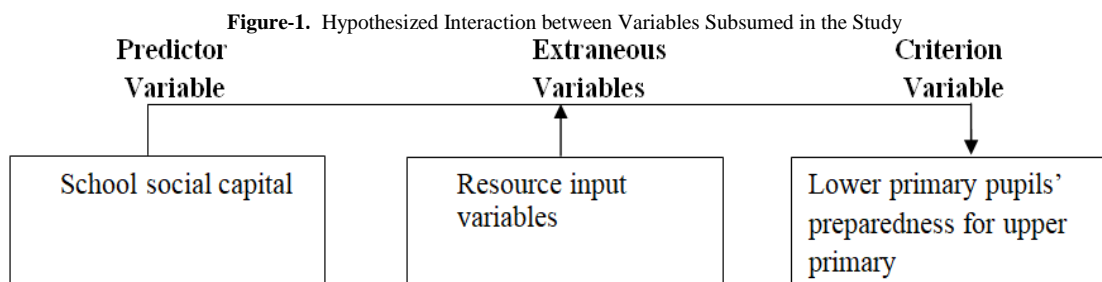 Figure-1. Hypothesized Interaction between Variables Subsumed in the Study
Predictor
Variable
Extraneous
Variables
Criterion
Variable
School social capital
Resource input
variables
Lower primary pupils’
preparedness for upper
primary